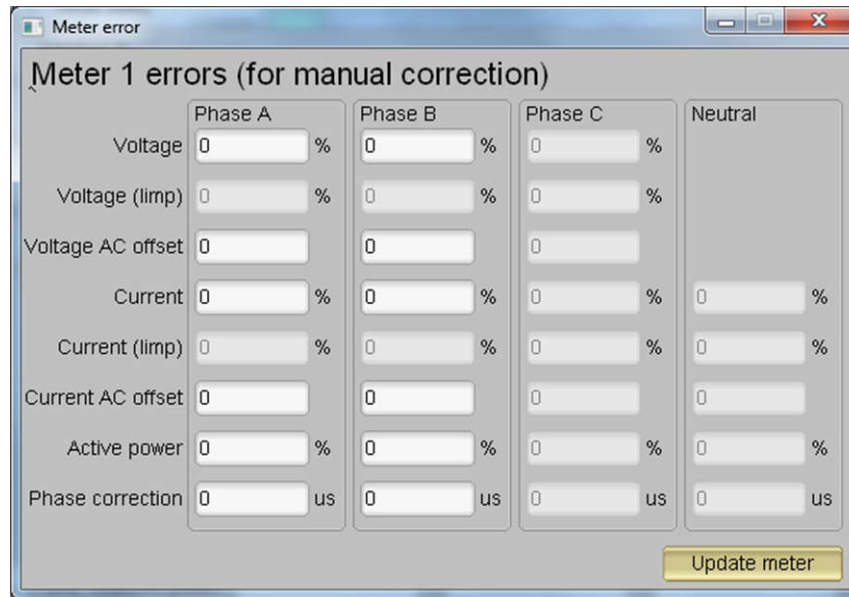 Meter error
Meter 1 errors (for manual correction)
Phase A Phase B Phase C Neutral
Voltage 0 % 0 % 0 %
Voltage (limp) 0 % 0 % 0 %
Voltage AC offset 0 0 0
Current 0 % 0 % 0 % 0 %
Current (limp) 0 % 0 % 0 % 0 %
Current AC offset 0 0 0 0
Active power 0 % 0 % 0 % 0 %
Phase correction 0 us 0 us 0 us 0 us
Update meter